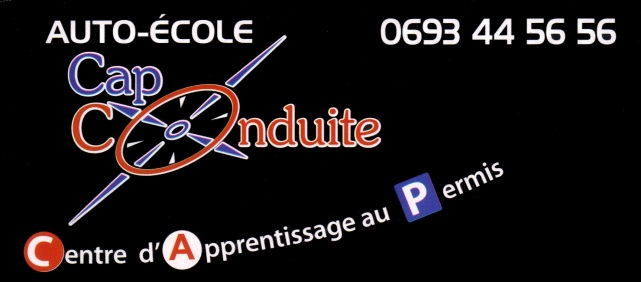 AUTO-ÉCOLE
0693 44 56 56
Cap
Conduite
Centre d'Apprentissage au Permis